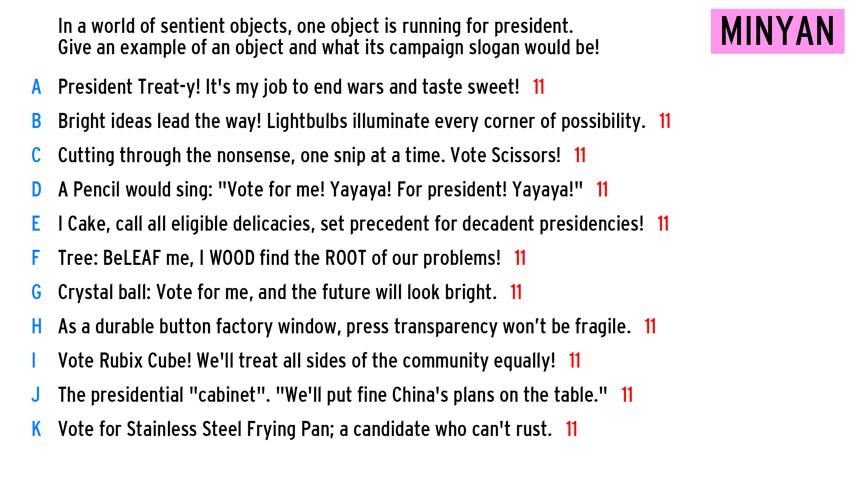 In a world of sentient objects, one object is running for president.
Give an example of an object and what its campaign slogan would be!
MINYAN
A President Treat-y! It's my job to end wars and taste sweet! 11
B Bright ideas lead the way! Lightbulbs illuminate every corner of possibility. 11
C Cutting through the nonsense, one snip at a time. Vote Scissors! 11
D A Pencil would sing: "Vote for me! Yayaya! For president! Yayaya!" 11
E I Cake, call all eligible delicacies, set precedent for decadent presidencies! 11
F Tree: BeLEAF me, I WOOD find the ROOT of our problems! 11
G Crystal ball: Vote for me, and the future will look bright. 11
H As a durable button factory window, press transparency won’t be fragile. 11
I Vote Rubix Cube! We'll treat all sides of the community equally! 11
J The presidential "cabinet". "We'll put fine China's plans on the table." 11
K Vote for Stainless Steel Frying Pan; a candidate who can't rust. 11